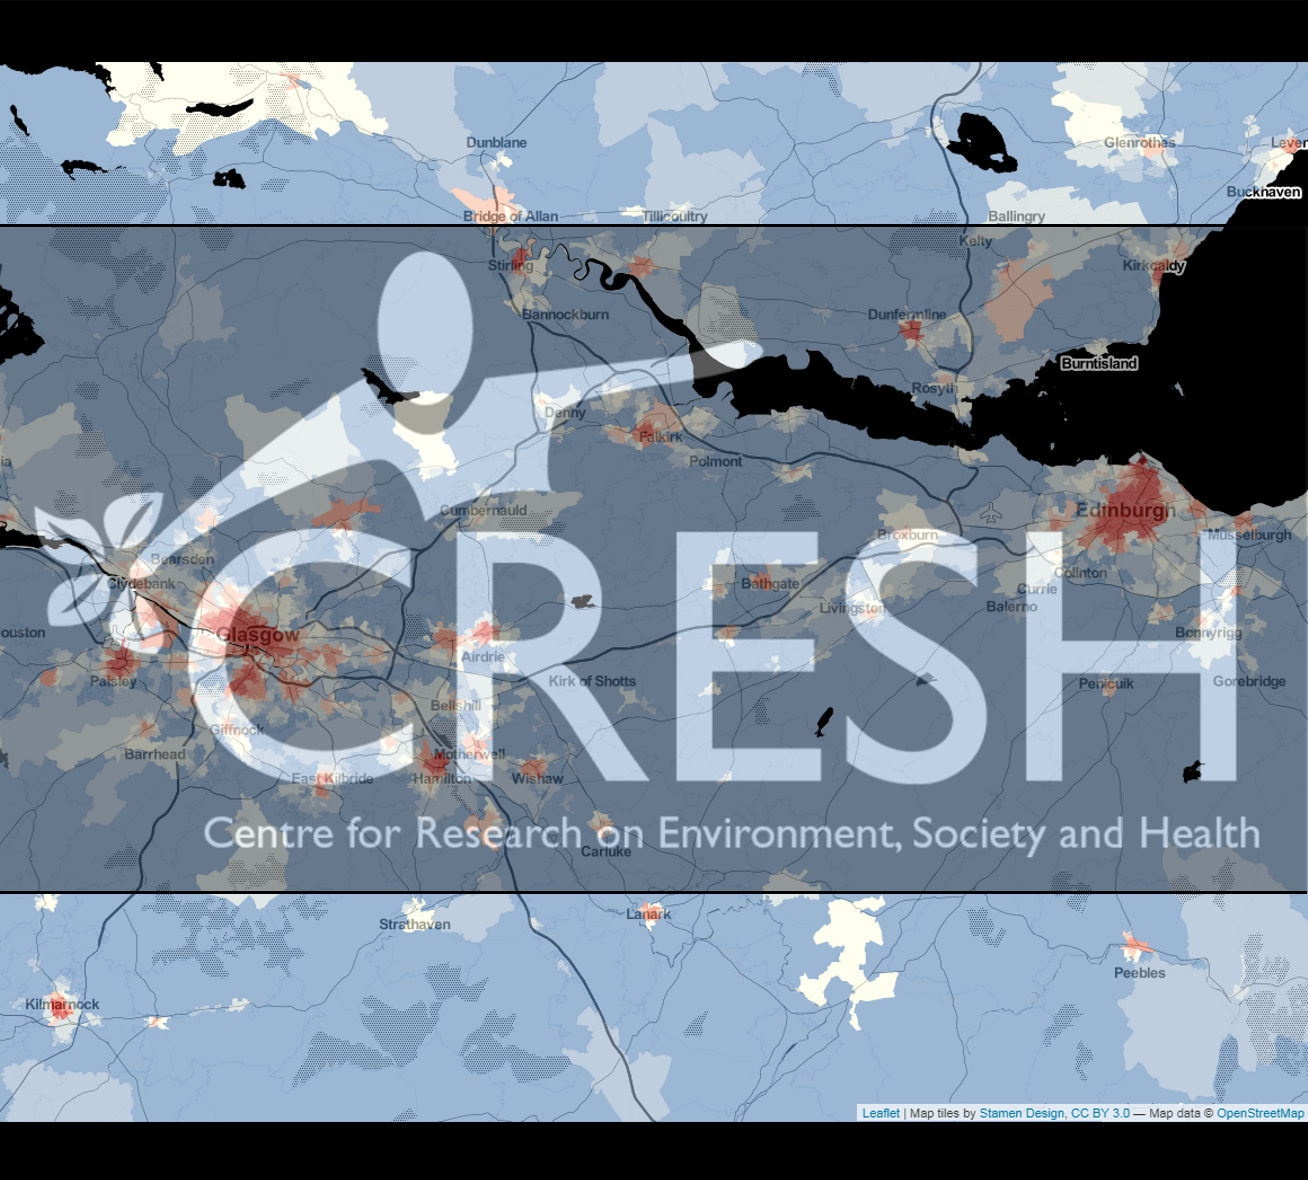 Dunblane
Glenrothes
Leven
Buckhaven
Bridge of Allan
Tillicoultry
Ballingry
Kelty
Stirling
Kirkcaldy
Bannockburn
Dunfermline
Burntisland
Rosyth
Denny
Falkirk
Polmont
ia
Cumbernauld
Edinburgh
Broxburn
Musselburgh
Bearsden
Clydebank
Bathgate
Colinton
Currie
Livingston
Balerno
ouston
Glasgow
Bonnyrigg
Airdrie
Paisley
Kirk of Shotts
Penicuik
Gorebridge
Bellshill
Giffnock
Barrhead
Motherwell
East Kilbride
Hamilton
Wishaw
CRESH
Centre for Research on Environment, Society and Health
Carluke
Lanark
Strathaven
Peebles
Kilmarnock
Leaflet | Map tiles by Stamen Design, CC BY 3.0 — Map data © OpenStreetMap